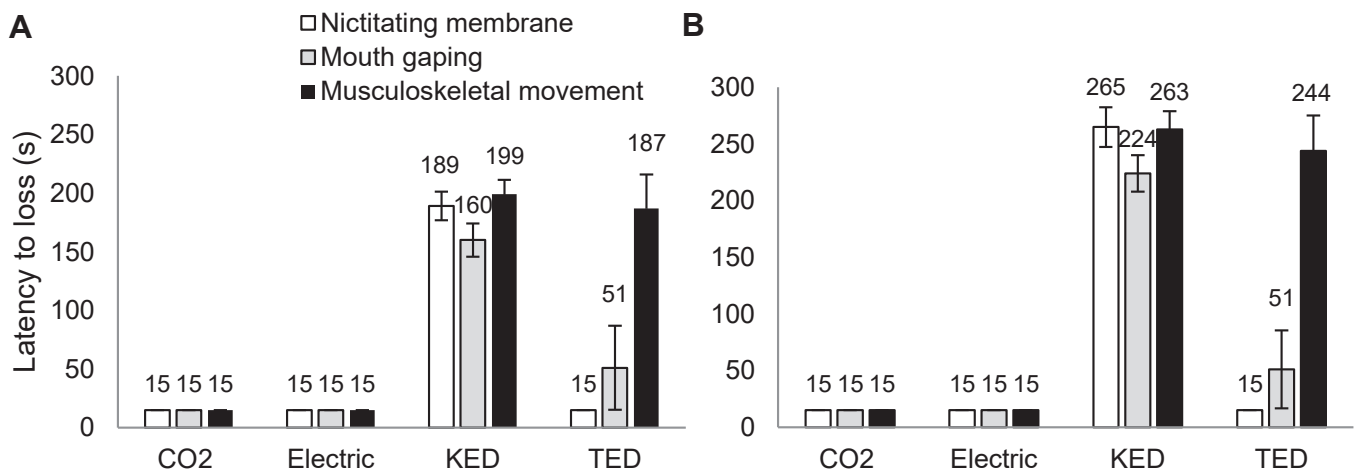 A
Nictitating membrane
Mouth gaping
Musculoskeletal movement
Latency to loss (s)
300
250
200
150
100
50
0
15 15 15
15 15 15
189 160 199
15 51 187
CO2 Electric KED TED
B
300
250
200
150
100
50
0
15 15 15
15 15 15
265 224 263
15 51 244
CO2 Electric KED TED